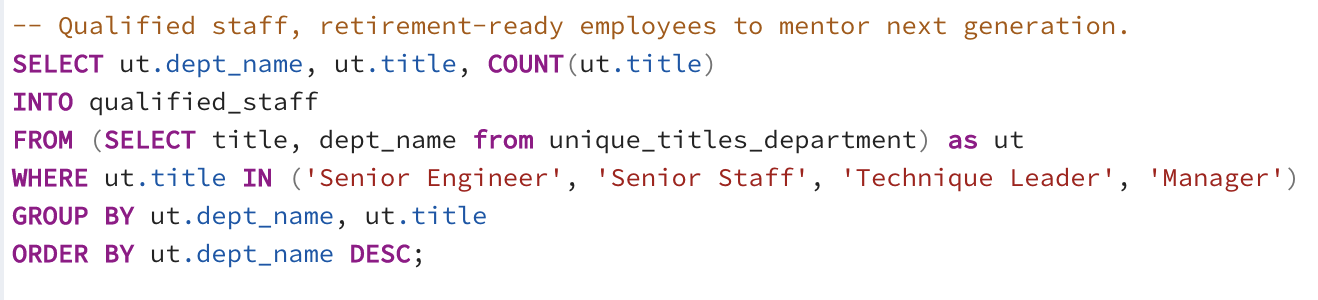 -- Qualified staff, retirement-ready employees to mentor next generation.
SELECT ut.dept_name, ut.title, COUNT(ut.title)
INTO qualified_staff
FROM (SELECT title, dept_name from unique_titles_department) as ut
WHERE ut.title IN ('Senior Engineer', 'Senior Staff', 'Technique Leader', 'Manager')
GROUP BY ut.dept_name, ut.title
ORDER BY ut.dept_name DESC;